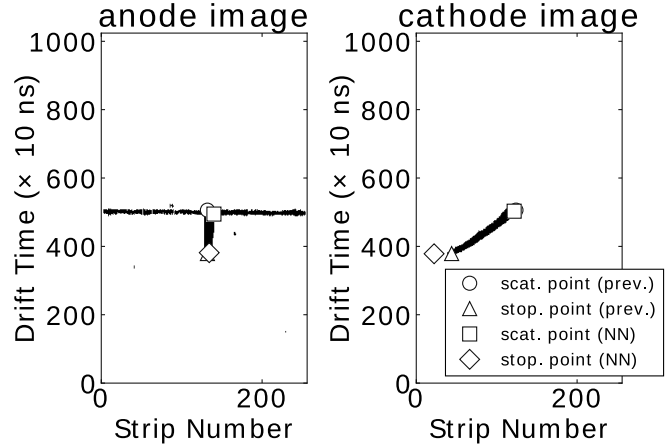 anode image
cathode image
Drift Time (× 10 ns)
1000
800
600
400
200
0
0
200
Strip Number
Drift Time (× 10 ns)
1000
800
600
400
200
0
0
200
Strip Number
scat. point (prev.)
stop. point (prev.)
scat. point (NN)
stop. point (NN)